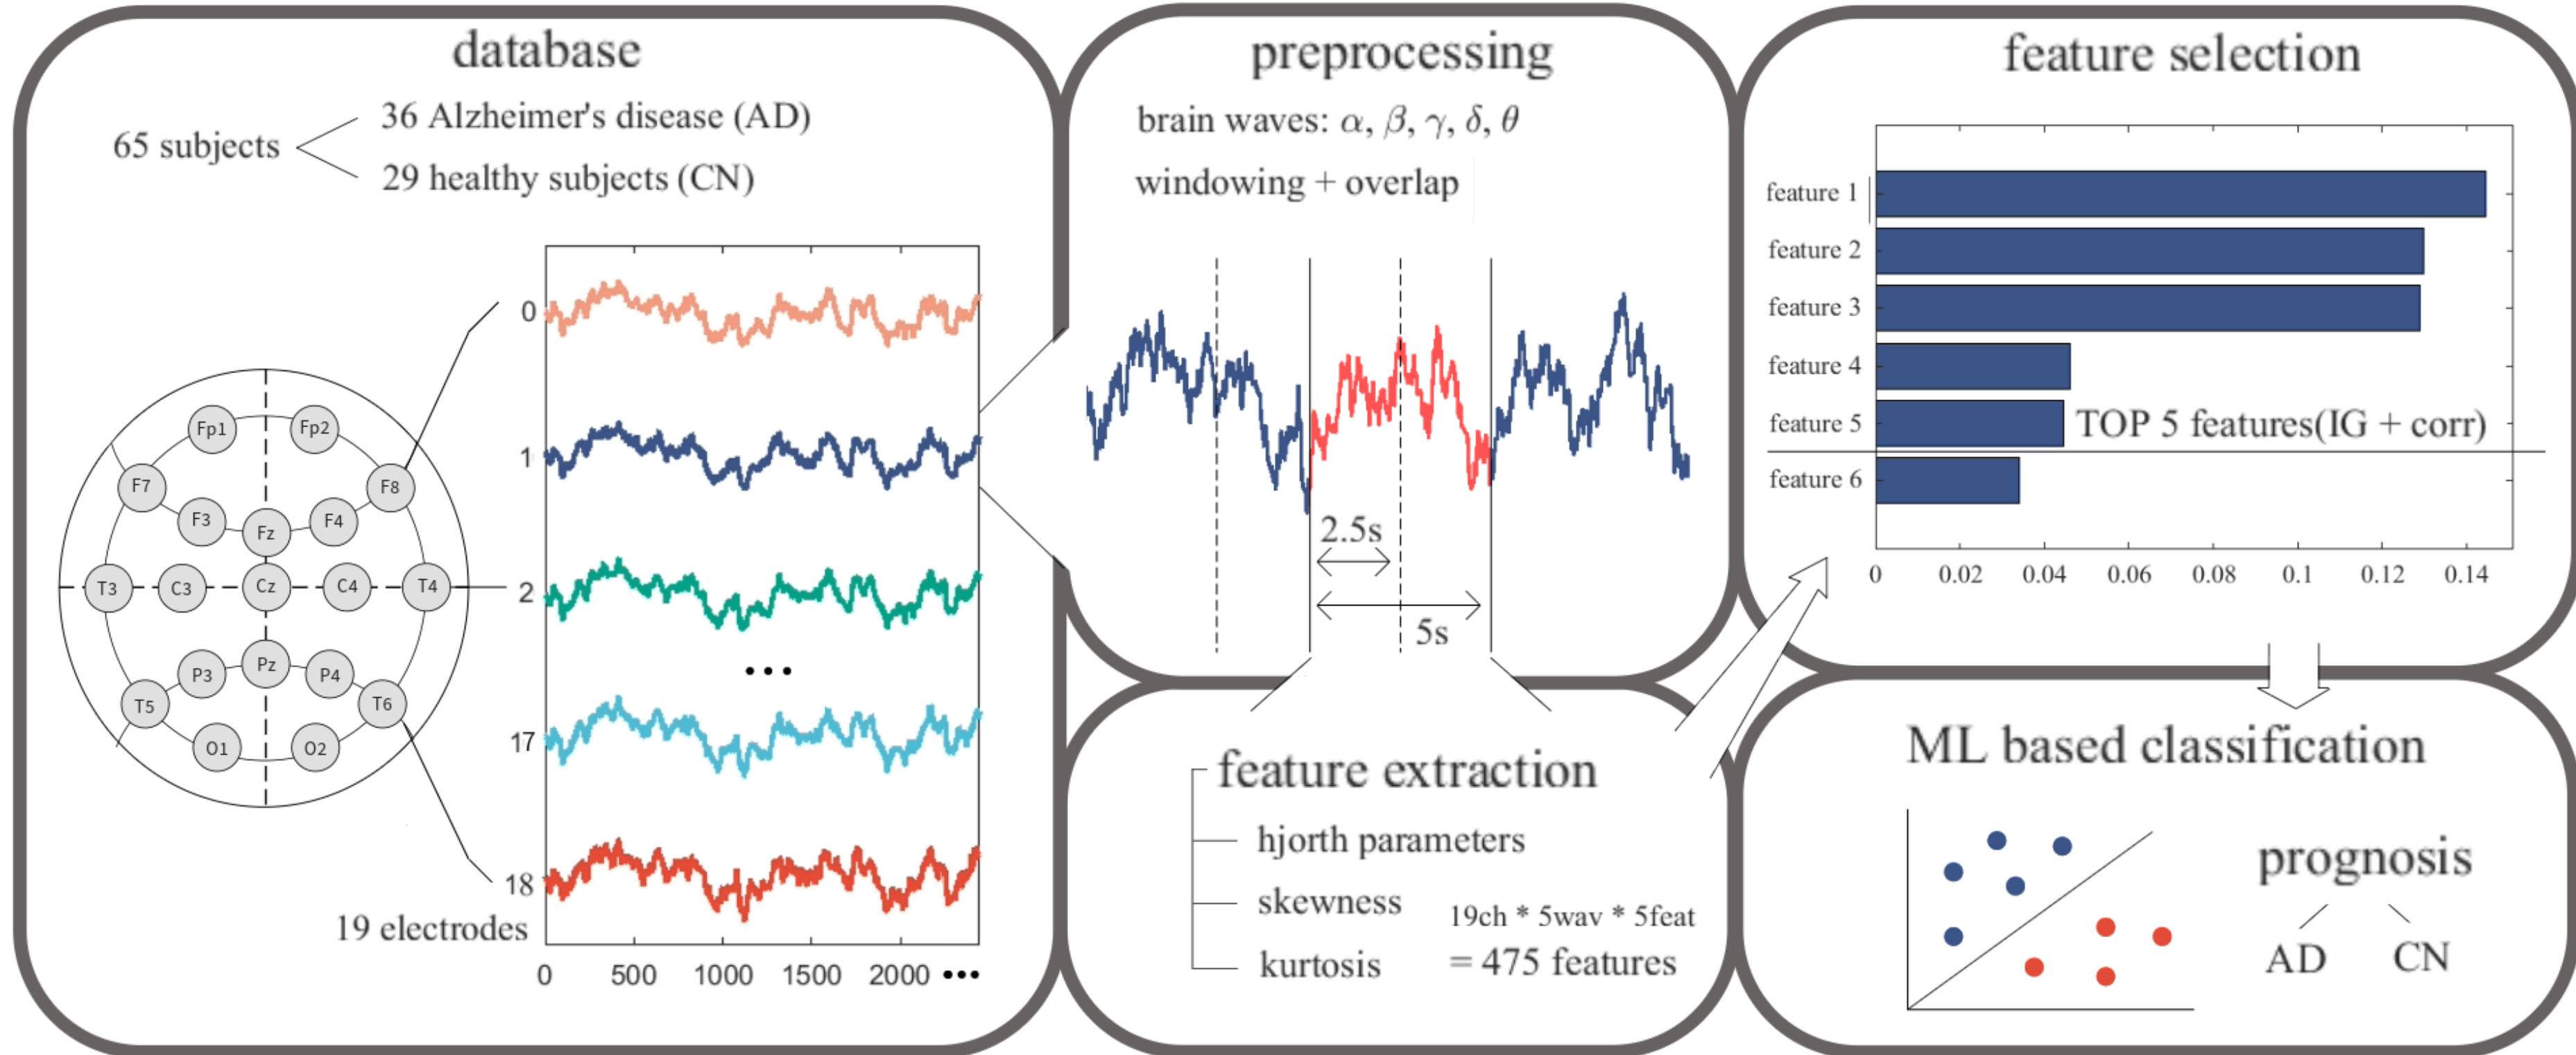 database
65 subjects
36 Alzheimer's disease (AD)
29 healthy subjects (CN)
0
1
2
...
17
18
19 electrodes
0 500 1000 1500 2000 •••
Fp1 Fp2
F7 F8
F3 Fz F4
T3 C3 Cz C4 T4
P3 Pz P4
T5 T6
O1 O2
preprocessing
brain waves: α, β, γ, δ, θ
windowing + overlap
2.5s
5s
feature extraction
hjorth parameters
skewness
kurtosis
19ch * 5wav * 5feat
= 475 features
feature selection
feature 1
feature 2
feature 3
feature 4
feature 5
TOP 5 features(IG + corr)
feature 6
0 0.02 0.04 0.06 0.08 0.1 0.12 0.14
ML based classification
prognosis
AD CN